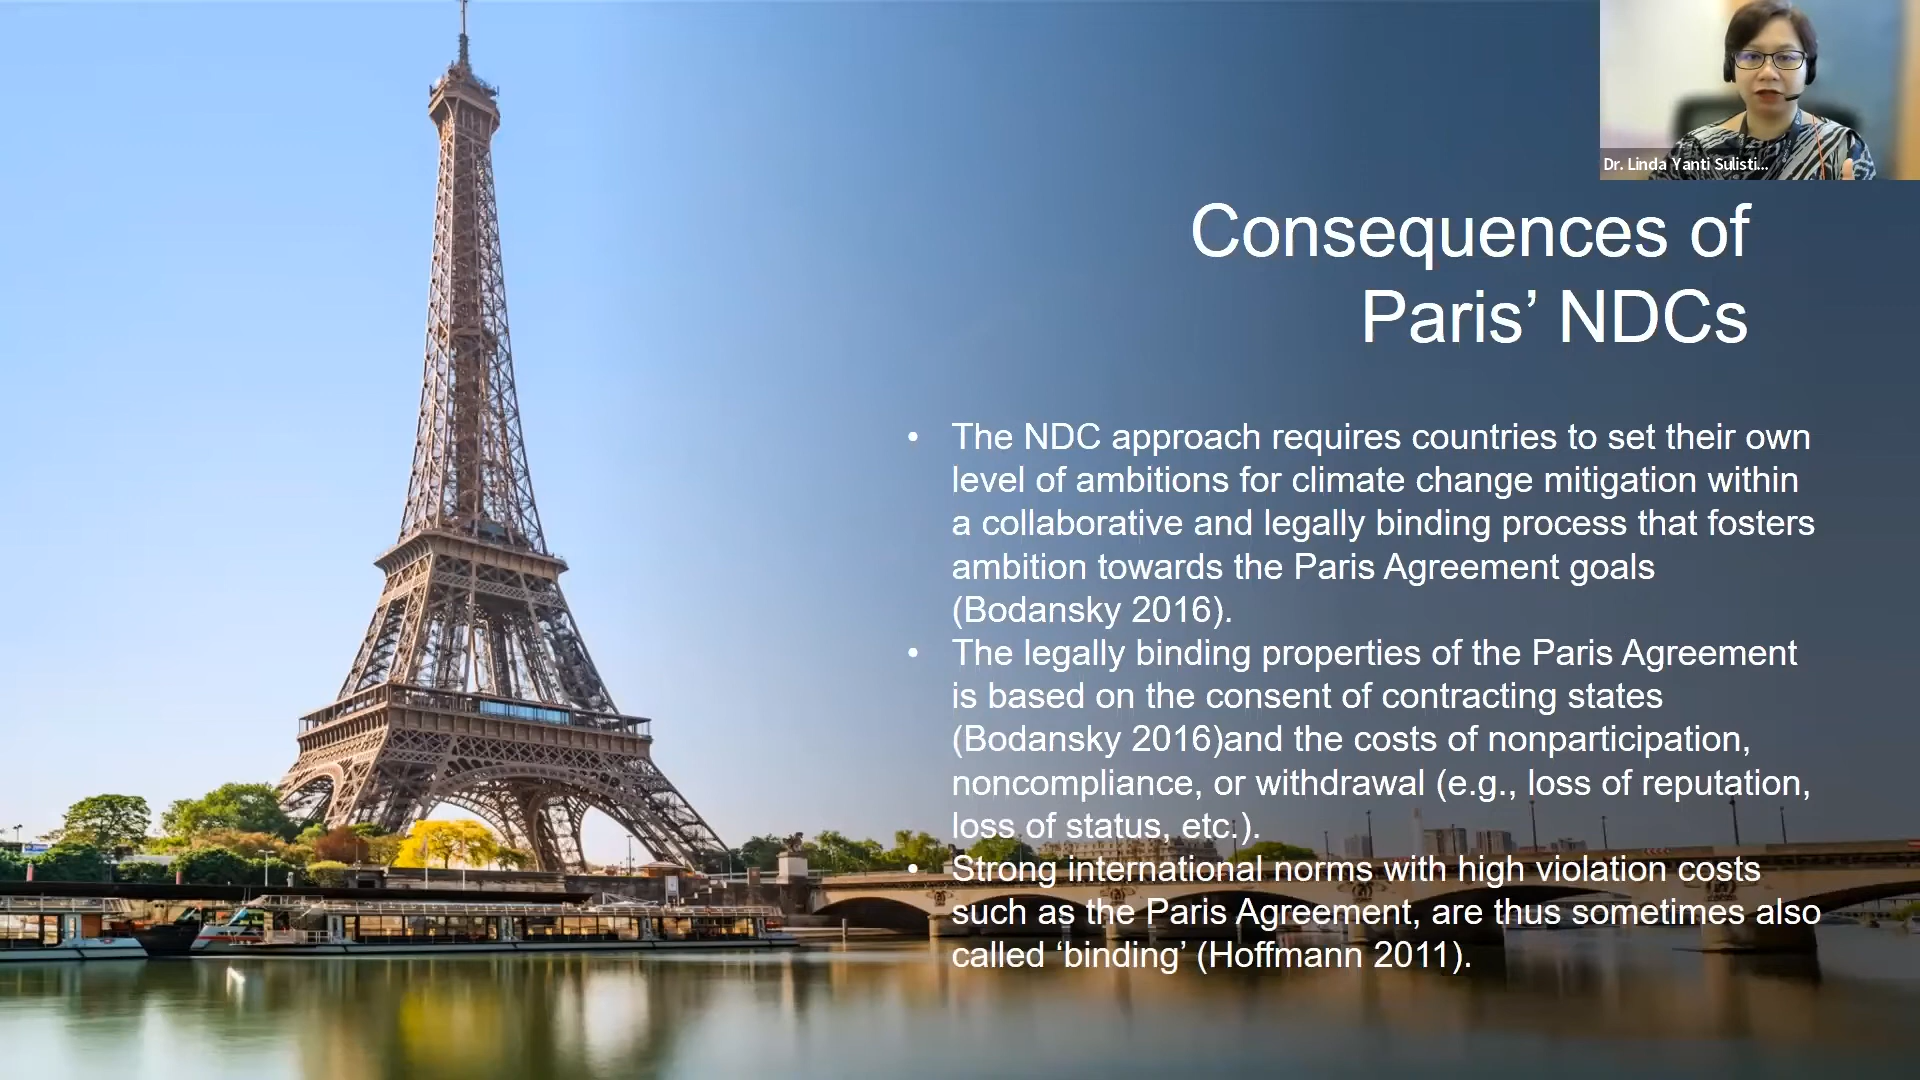 Dr. Linda Yanti Sulisti...
Consequences of
Paris’ NDCs
• The NDC approach requires countries to set their own
level of ambitions for climate change mitigation within
a collaborative and legally binding process that fosters
ambition towards the Paris Agreement goals
(Bodansky 2016).
• The legally binding properties of the Paris Agreement
is based on the consent of contracting states
(Bodansky 2016)and the costs of nonparticipation,
noncompliance, or withdrawal (e.g., loss of reputation,
loss of status, etc.).
• Strong international norms with high violation costs
such as the Paris Agreement, are thus sometimes also
called ‘binding’ (Hoffmann 2011).